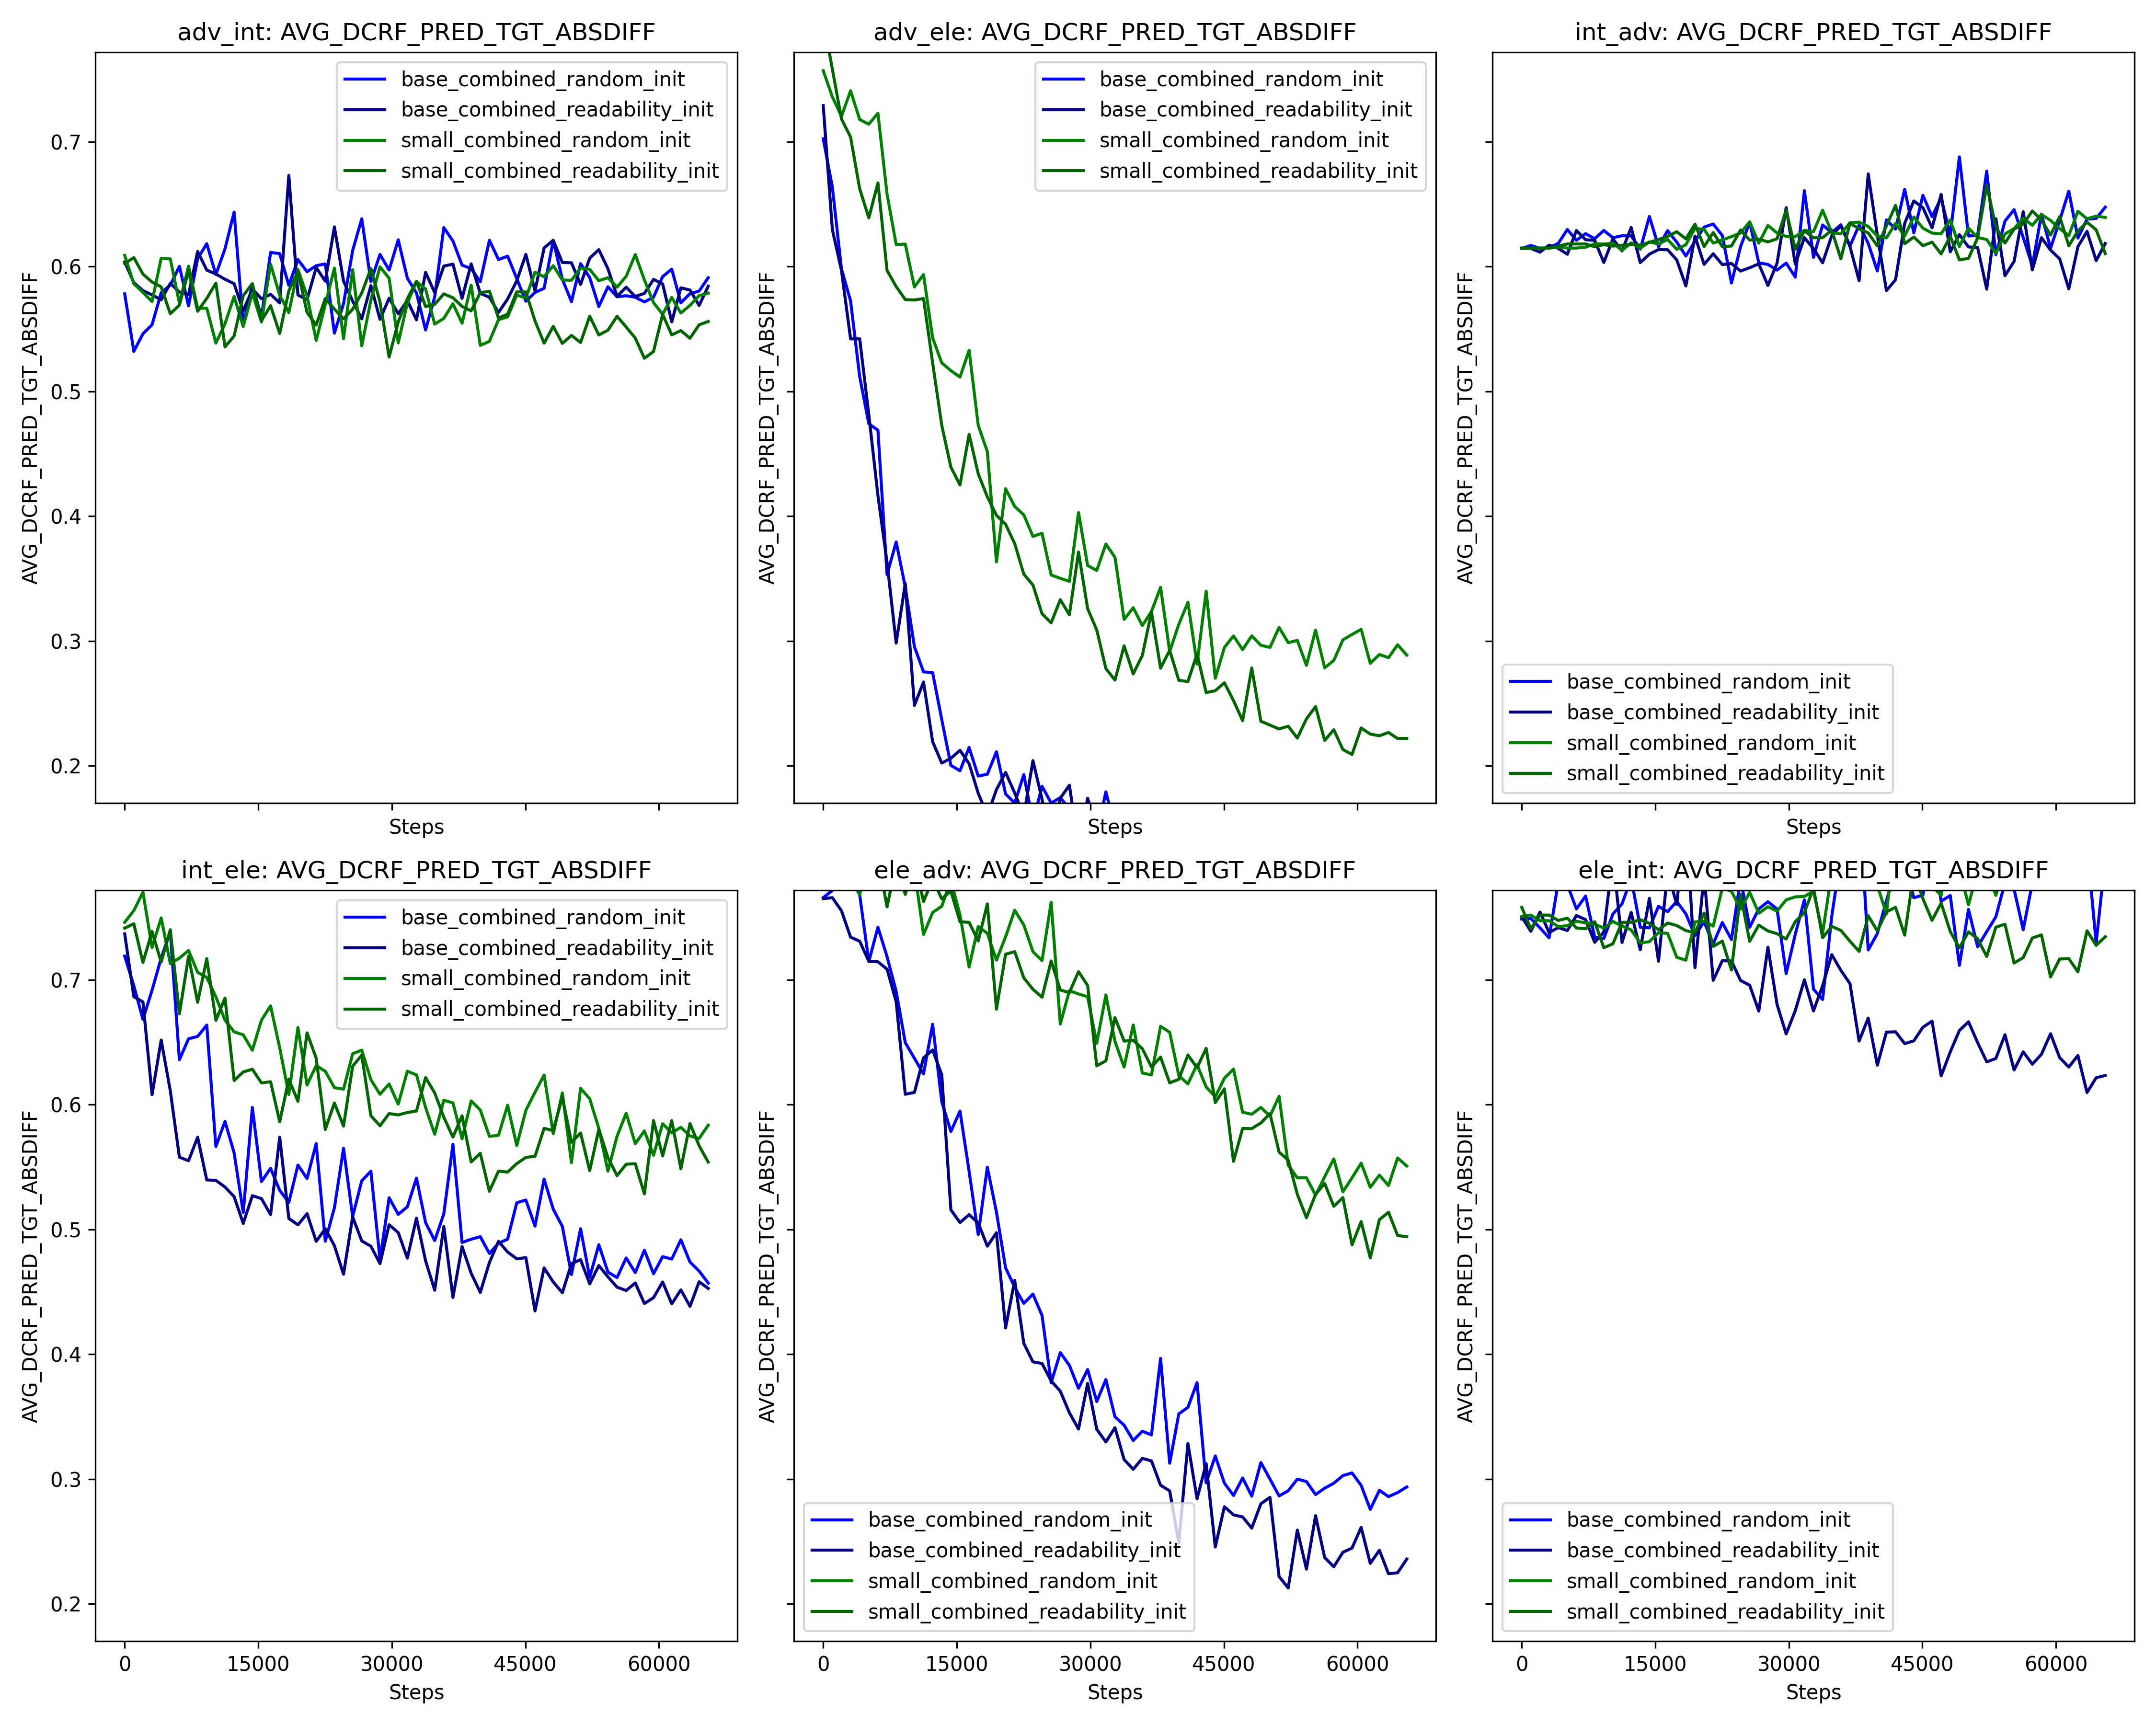 adv_int: AVG_DCRF_PRED_TGT_ABSDIFF
AVG_DCRF_PRED_TGT_ABSDIFF
0.7
0.6
0.5
0.4
0.3
0.2
base_combined_random_init
base_combined_readability_init
small_combined_random_init
small_combined_readability_init
Steps
adv_ele: AVG_DCRF_PRED_TGT_ABSDIFF
AVG_DCRF_PRED_TGT_ABSDIFF
base_combined_random_init
base_combined_readability_init
small_combined_random_init
small_combined_readability_init
Steps
int_adv: AVG_DCRF_PRED_TGT_ABSDIFF
AVG_DCRF_PRED_TGT_ABSDIFF
base_combined_random_init
base_combined_readability_init
small_combined_random_init
small_combined_readability_init
Steps
int_ele: AVG_DCRF_PRED_TGT_ABSDIFF
AVG_DCRF_PRED_TGT_ABSDIFF
0.7
0.6
0.5
0.4
0.3
0.2
base_combined_random_init
base_combined_readability_init
small_combined_random_init
small_combined_readability_init
0 15000 30000 45000 60000
Steps
ele_adv: AVG_DCRF_PRED_TGT_ABSDIFF
AVG_DCRF_PRED_TGT_ABSDIFF
base_combined_random_init
base_combined_readability_init
small_combined_random_init
small_combined_readability_init
0 15000 30000 45000 60000
Steps
ele_int: AVG_DCRF_PRED_TGT_ABSDIFF
AVG_DCRF_PRED_TGT_ABSDIFF
base_combined_random_init
base_combined_readability_init
small_combined_random_init
small_combined_readability_init
0 15000 30000 45000 60000
Steps